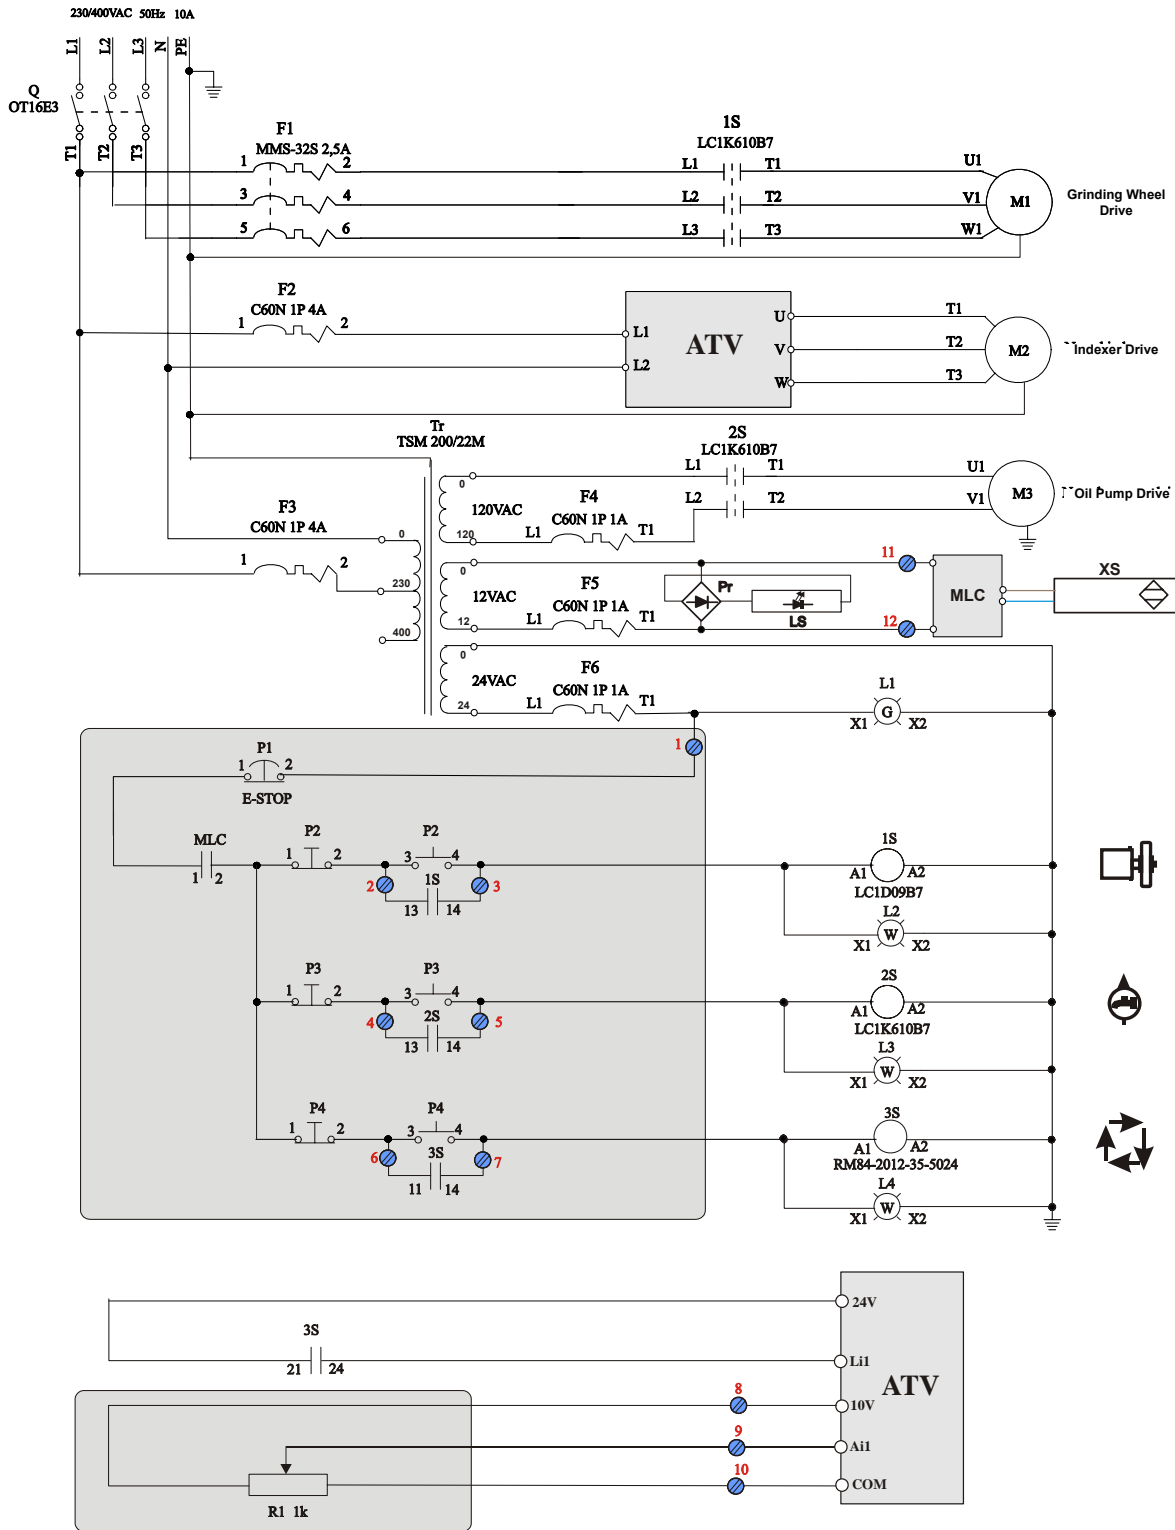 230/400VAC 50Hz 10A
L1 L2 L3 N PE
Q
OT16E3
T1 T2 T3
F1
MMS-32S 2,5A
1 2
3 4
5 6
1S
LC1K610B7
L1 T1 U1
L2 T2 V1
L3 T3 W1
M1
Grinding Wheel
Drive
F2
C60N 1P 4A
1 2
L1
L2
ATV
U
V
W
T1
T2
T3
M2
Indexer Drive
Tr
TSM 200/22M
2S
LC1K610B7
L1 T1 U1
L2 T2 V1
M3
Oil Pump Drive
F3
C60N 1P 4A
1 2
0
230
400
0
120VAC
120
F4
C60N 1P 1A
L1 T1
0
12VAC
12
F5
C60N 1P 1A
L1 T1
Pr
LS
11
12
MLC
XS
0
24VAC
24
F6
C60N 1P 1A
L1 T1
L1
X1 G X2
1
P1
1 2
E-STOP
MLC
1 2
P2
1 2
P2
3 4
2 3
1S
13 14
1S
A1 A2
LC1D09B7
L2
X1 W X2
P3
1 2
P3
3 4
4 5
2S
13 14
2S
A1 A2
LC1K610B7
L3
X1 W X2
P4
1 2
P4
3 4
6 7
3S
11 14
3S
A1 A2
RM84-2012-35-5024
L4
X1 W X2
24V
3S
21 24
Li1
ATV
8
10V
9
Ai1
10
COM
R1 1k